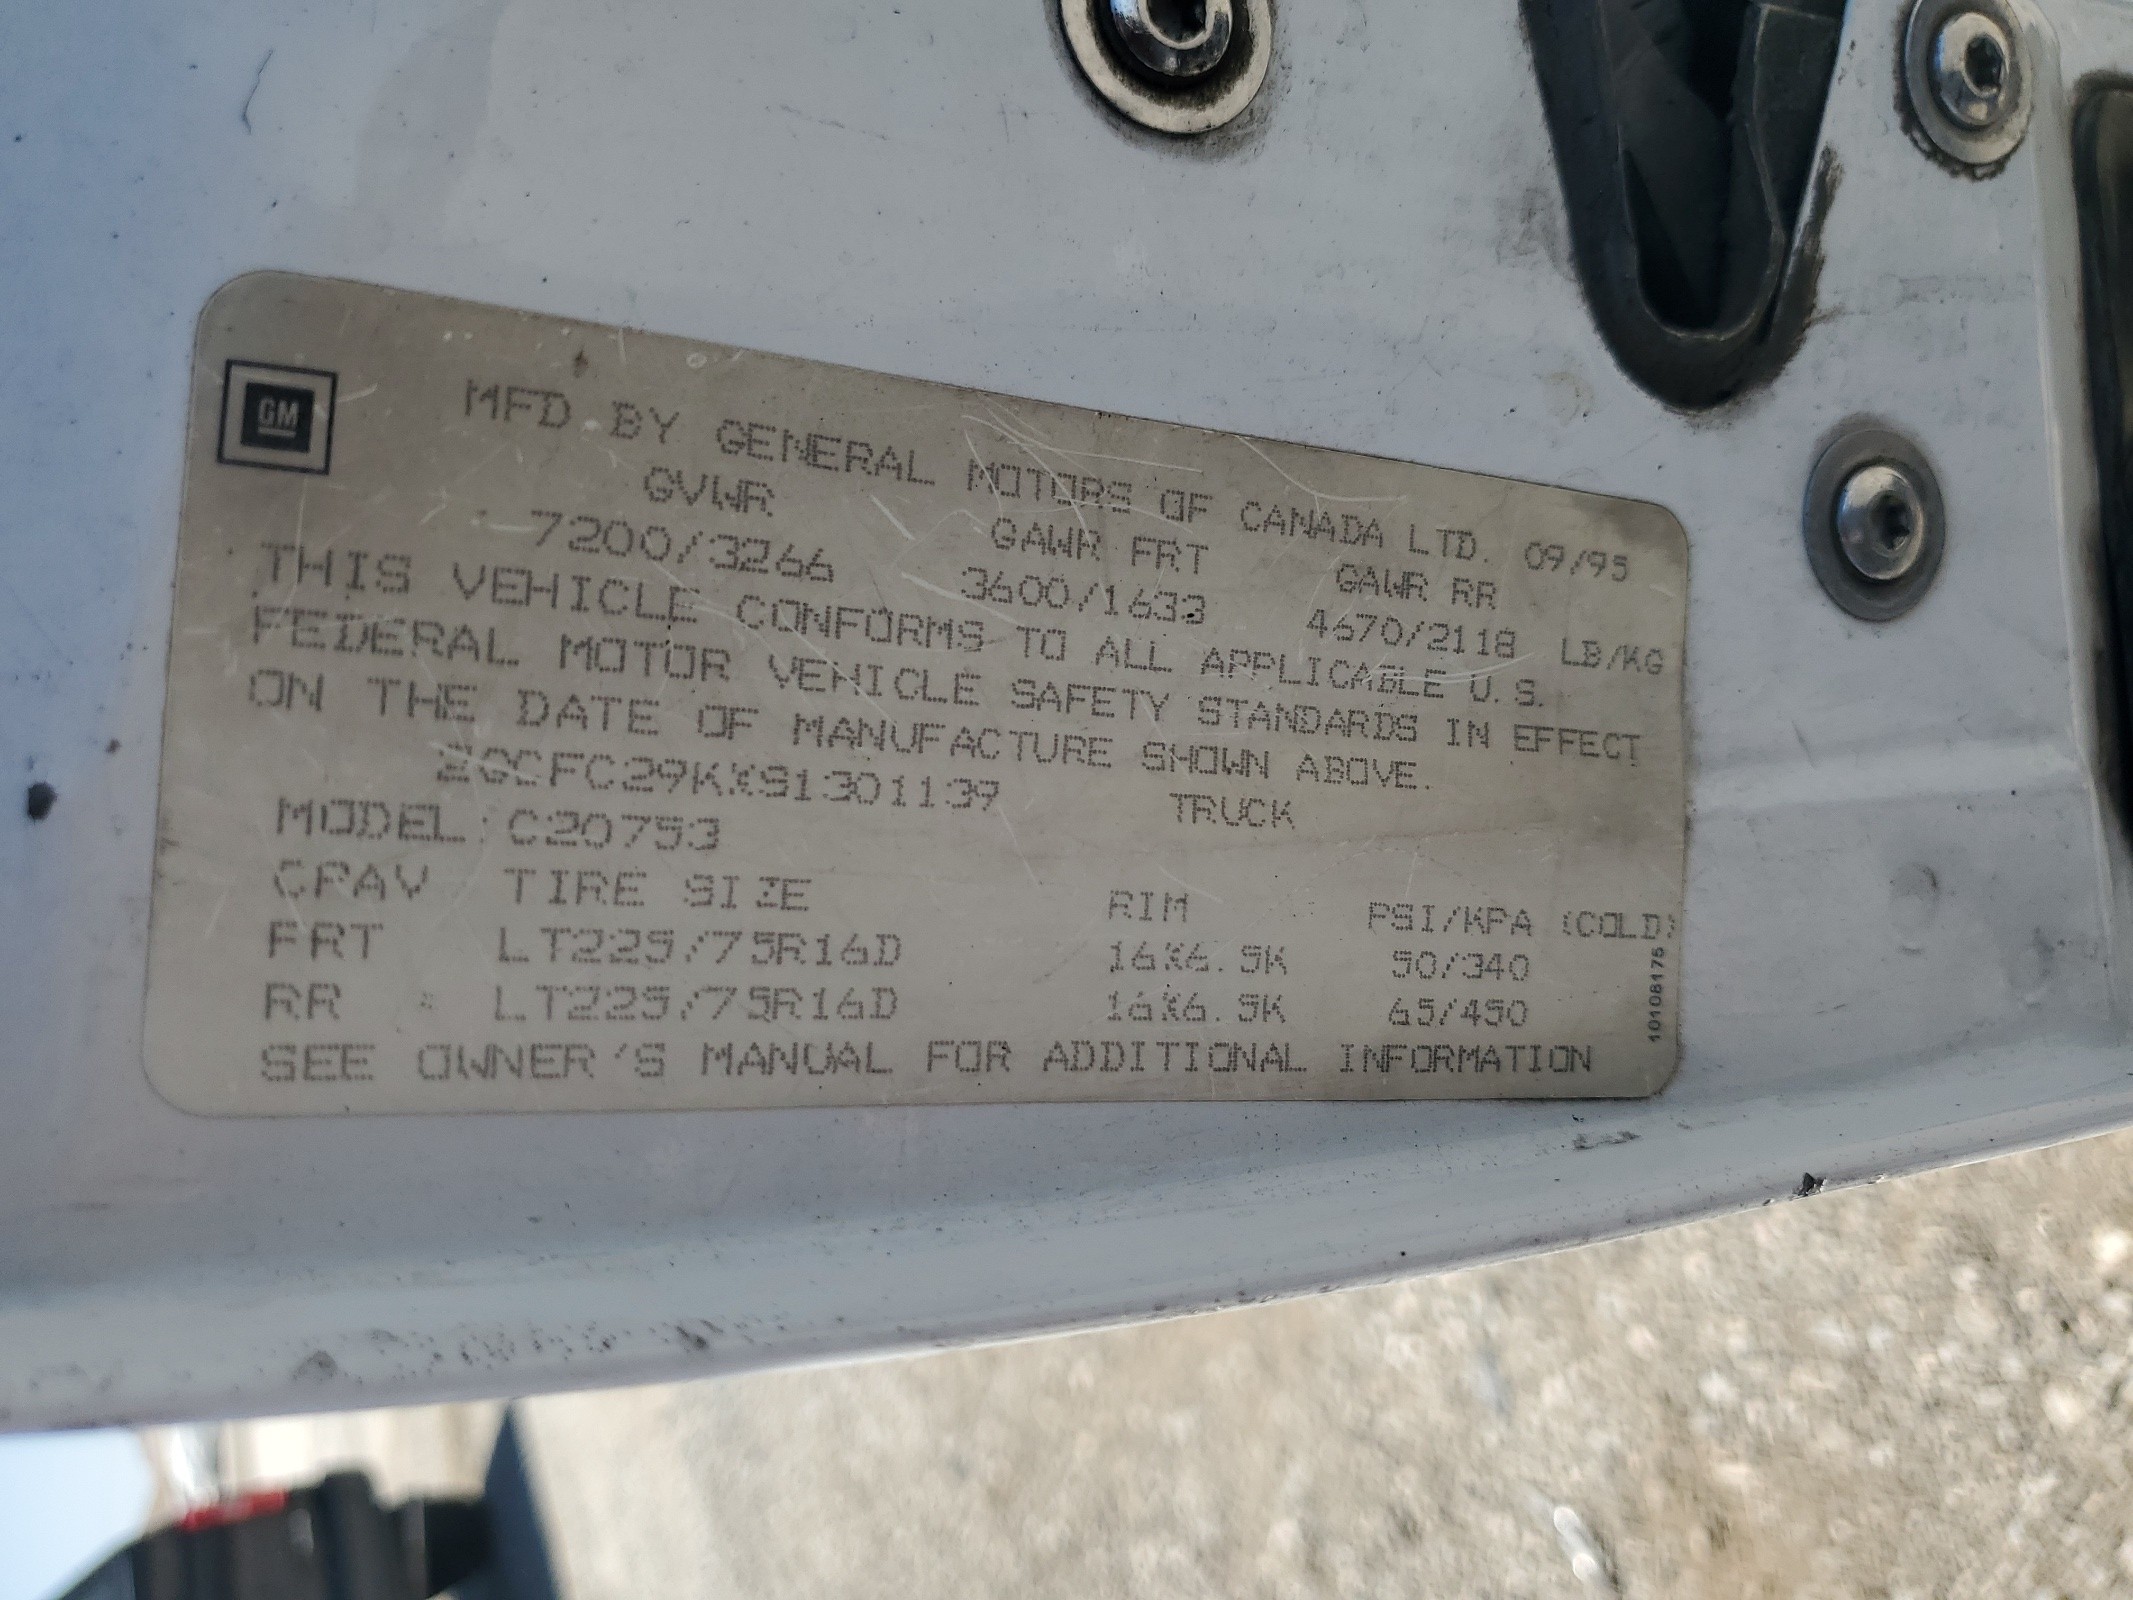 GM
MFD BY GENERAL MOTORS OF CANADA LTD. 09/95
GVWR GAWR FRT GAWR RR
7200/3266 3600/1633 4670/2118 LB/KG
THIS VEHICLE CONFORMS TO ALL APPLICABLE U.S.
FEDERAL MOTOR VEHICLE SAFETY STANDARDS IN EFFECT
ON THE DATE OF MANUFACTURE SHOWN ABOVE.
2GCFC29KXS1301139 TRUCK
MODEL: C20753
CPAV TIRE SIZE RIM PSI/KPA (COLD)
FRT LT225/75R16D 16X6.5K 50/340
RR LT225/75R16D 16X6.5K 65/450
SEE OWNER'S MANUAL FOR ADDITIONAL INFORMATION
10108175